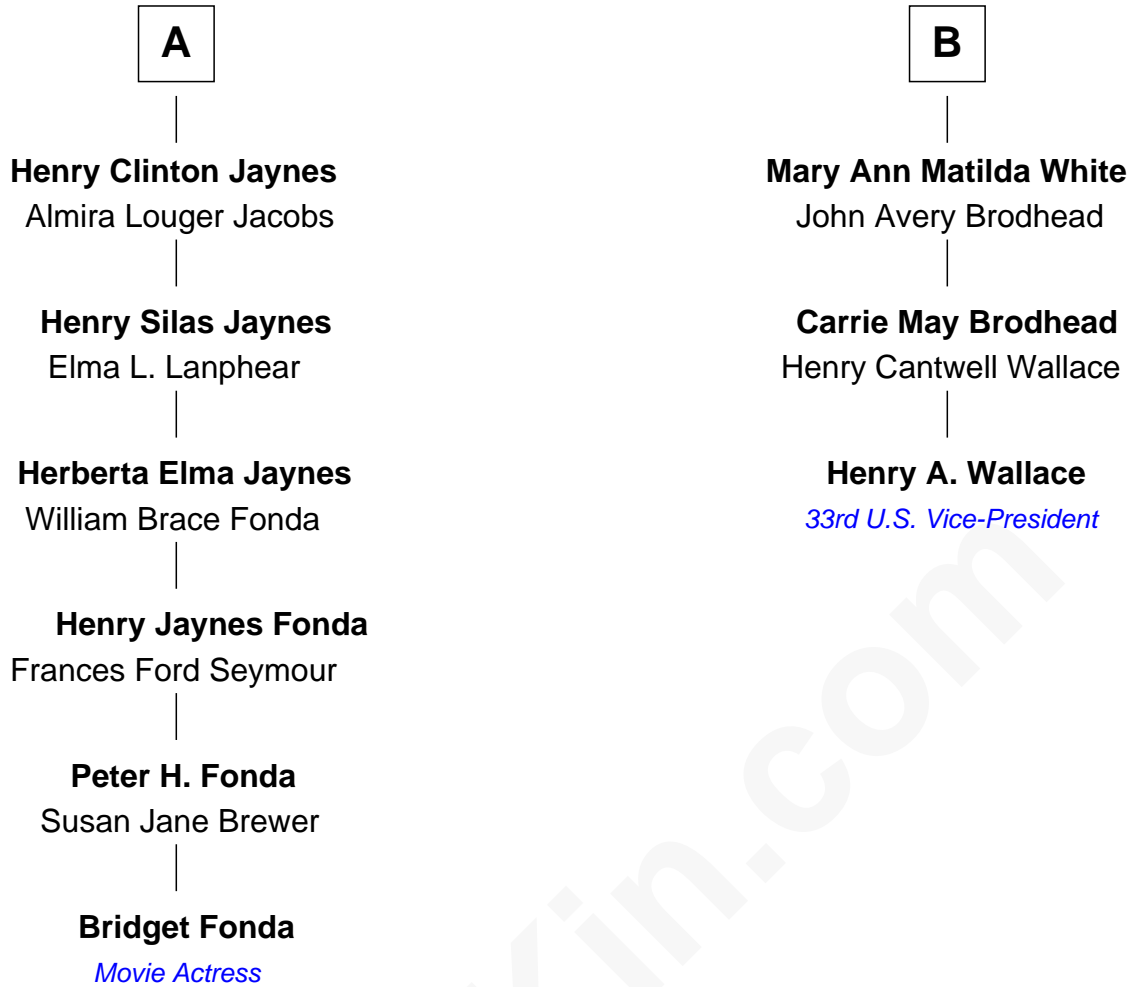 A
Henry Clinton Jaynes
Almira Louger Jacobs
Henry Silas Jaynes
Elma L. Lanphear
Herberta Elma Jaynes
William Brace Fonda
Henry Jaynes Fonda
Frances Ford Seymour
Peter H. Fonda
Susan Jane Brewer
Bridget Fonda
Movie Actress
B
Mary Ann Matilda White
John Avery Brodhead
Carrie May Brodhead
Henry Cantwell Wallace
Henry A. Wallace
33rd U.S. Vice-President
Kin.com